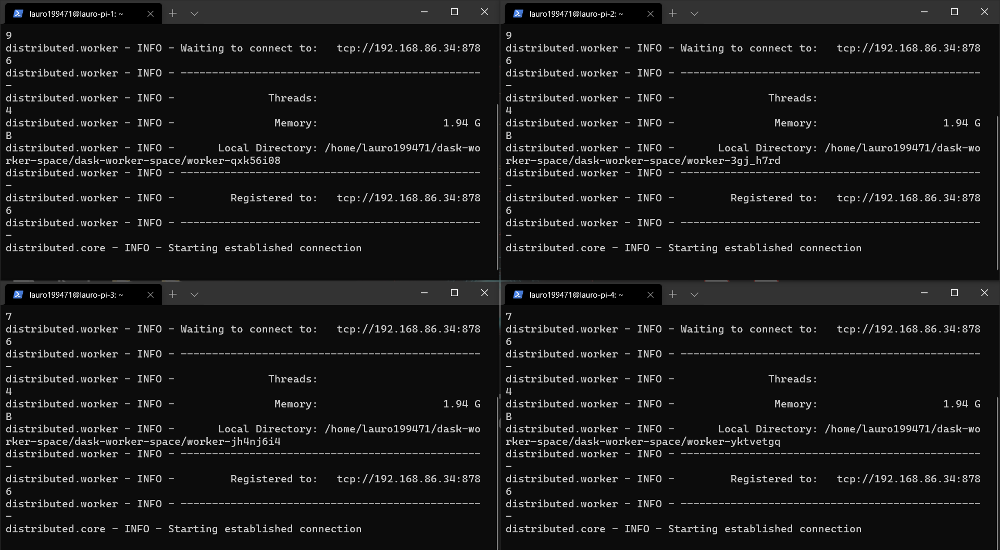 lauro199471@lauro-pi-1: ~
9
distributed.worker - INFO - Waiting to connect to:   tcp://192.168.86.34:878
6
distributed.worker - INFO - ------------------------------------------------
-
distributed.worker - INFO -               Threads:
4
distributed.worker - INFO -                Memory:                    1.94 G
B
distributed.worker - INFO -       Local Directory: /home/lauro199471/dask-wo
rker-space/dask-worker-space/worker-qxk56i08
distributed.worker - INFO - ------------------------------------------------
-
distributed.worker - INFO -         Registered to:   tcp://192.168.86.34:878
6
distributed.worker - INFO - ------------------------------------------------
-
distributed.core - INFO - Starting established connection
lauro199471@lauro-pi-2: ~
9
distributed.worker - INFO - Waiting to connect to:   tcp://192.168.86.34:878
6
distributed.worker - INFO - ------------------------------------------------
-
distributed.worker - INFO -               Threads:
4
distributed.worker - INFO -                Memory:                    1.94 G
B
distributed.worker - INFO -       Local Directory: /home/lauro199471/dask-wo
rker-space/dask-worker-space/worker-3gj_h7rd
distributed.worker - INFO - ------------------------------------------------
-
distributed.worker - INFO -         Registered to:   tcp://192.168.86.34:878
6
distributed.worker - INFO - ------------------------------------------------
-
distributed.core - INFO - Starting established connection
lauro199471@lauro-pi-3: ~
7
distributed.worker - INFO - Waiting to connect to:   tcp://192.168.86.34:878
6
distributed.worker - INFO - ------------------------------------------------
-
distributed.worker - INFO -               Threads:
4
distributed.worker - INFO -                Memory:                    1.94 G
B
distributed.worker - INFO -       Local Directory: /home/lauro199471/dask-wo
rker-space/dask-worker-space/worker-jh4nj6i4
distributed.worker - INFO - ------------------------------------------------
-
distributed.worker - INFO -         Registered to:   tcp://192.168.86.34:878
6
distributed.worker - INFO - ------------------------------------------------
-
distributed.core - INFO - Starting established connection
lauro199471@lauro-pi-4: ~
7
distributed.worker - INFO - Waiting to connect to:   tcp://192.168.86.34:878
6
distributed.worker - INFO - ------------------------------------------------
-
distributed.worker - INFO -               Threads:
4
distributed.worker - INFO -                Memory:                    1.94 G
B
distributed.worker - INFO -       Local Directory: /home/lauro199471/dask-wo
rker-space/dask-worker-space/worker-yktvetgq
distributed.worker - INFO - ------------------------------------------------
-
distributed.worker - INFO -         Registered to:   tcp://192.168.86.34:878
6
distributed.worker - INFO - ------------------------------------------------
-
distributed.core - INFO - Starting established connection